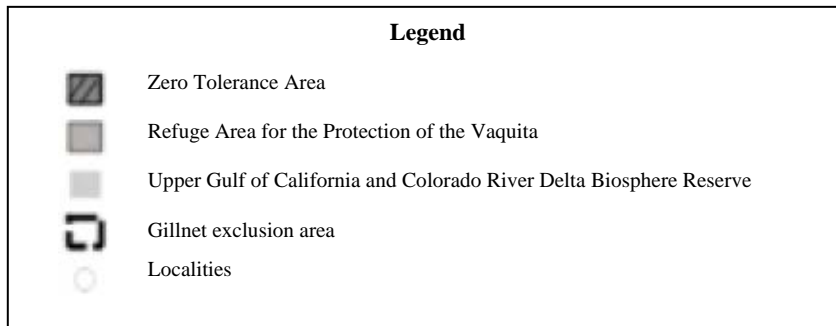 Legend
Zero Tolerance Area
Refuge Area for the Protection of the Vaquita
Upper Gulf of California and Colorado River Delta Biosphere Reserve
Gillnet exclusion area
Localities